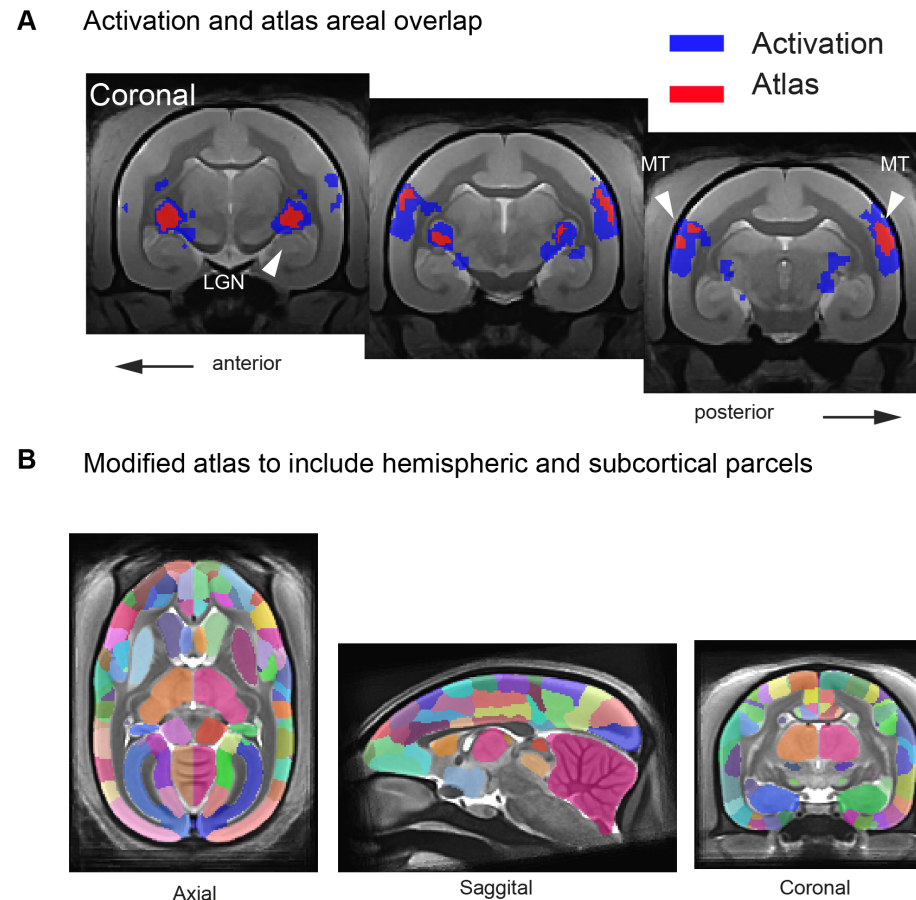 A Activation and atlas areal overlap
Activation
Atlas
Coronal
MT
MT
LGN
anterior
posterior
B Modified atlas to include hemispheric and subcortical parcels
Axial
Saggital
Coronal